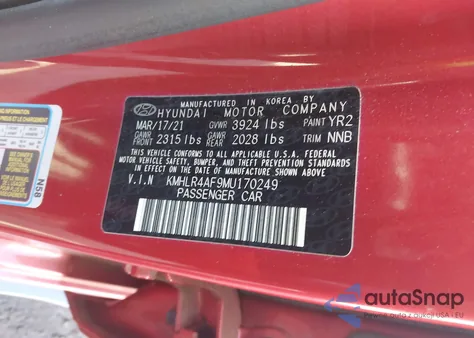 MANUFACTURED IN KOREA BY
HYUNDAI MOTOR COMPANY
MAR/17/21 GVWR 3924 lbs PAINT YR2
GAWR FRONT 2315 lbs GAWR REAR 2028 lbs TRIM NNB
THIS VEHICLE CONFORMS TO ALL APPLICABLE U.S.A. FEDERAL MOTOR
VEHICLE SAFETY, BUMPER, AND THEFT PREVENTION STANDARDS
IN EFFECT ON THE DATE OF MANUFACTURE SHOWN ABOVE.
V.I.N KMHLR4AF9MU170249
PASSENGER CAR
N58
autoSnap